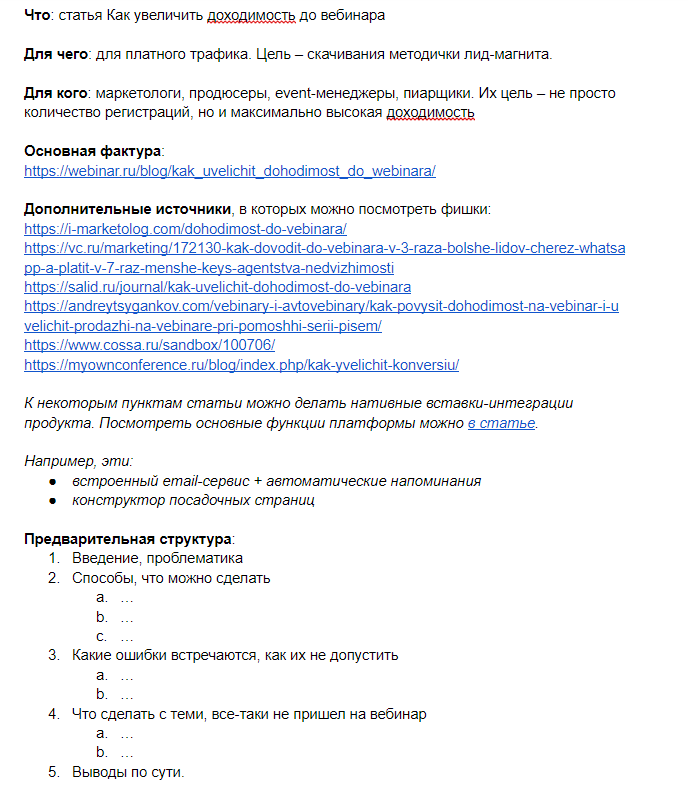 Что: статья Как увеличить доходимость до вебинара
Для чего: для платного трафика. Цель – скачивания методички лид-магнита.
Для кого: маркетологи, продюсеры, event-менеджеры, пиарщики. Их цель – не просто
количество регистраций, но и максимально высокая доходимость
Основная фактура:
https://webinar.ru/blog/kak_uvelichit_dohodimost_do_webinara/
Дополнительные источники, в которых можно посмотреть фишки:
https://i-marketolog.com/dohodimost-do-vebinara/
https://vc.ru/marketing/172130-kak-dovodit-do-vebinara-v-3-raza-bolshe-lidov-cherez-whatsa
pp-a-platit-v-7-raz-menshe-keys-agentstva-nedvizhimosti
https://salid.ru/journal/kak-uvelichit-dohodimost-do-vebinara
https://andreytsygankov.com/vebinary-i-avtovebinary/kak-povysit-dohodimost-na-vebinar-i-u
velichit-prodazhi-na-vebinare-pri-pomoshhi-serii-pisem/
https://www.cossa.ru/sandbox/100706/
https://myownconference.ru/blog/index.php/kak-yvelichit-konversiu/
К некоторым пунктам статьи можно делать нативные вставки-интеграции
продукта. Посмотреть основные функции платформы можно в статье.
Например, эти:
● встроенный email-сервис + автоматические напоминания
● конструктор посадочных страниц
Предварительная структура:
1. Введение, проблематика
2. Способы, что можно сделать
a. …
b. …
c. …
3. Какие ошибки встречаются, как их не допустить
a. …
b. …
4. Что сделать с теми, все-таки не пришел на вебинар
a. …
b. …
5. Выводы по сути.